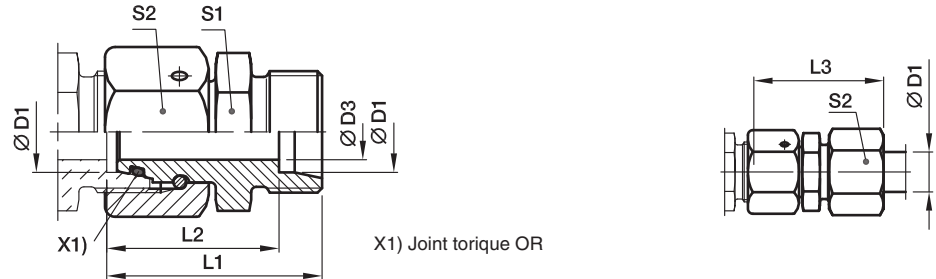 S2
S1
Ø D1
Ø D3
Ø D1
X1)
L2
L1
X1) Joint torique OR
L3
S2
Ø D1